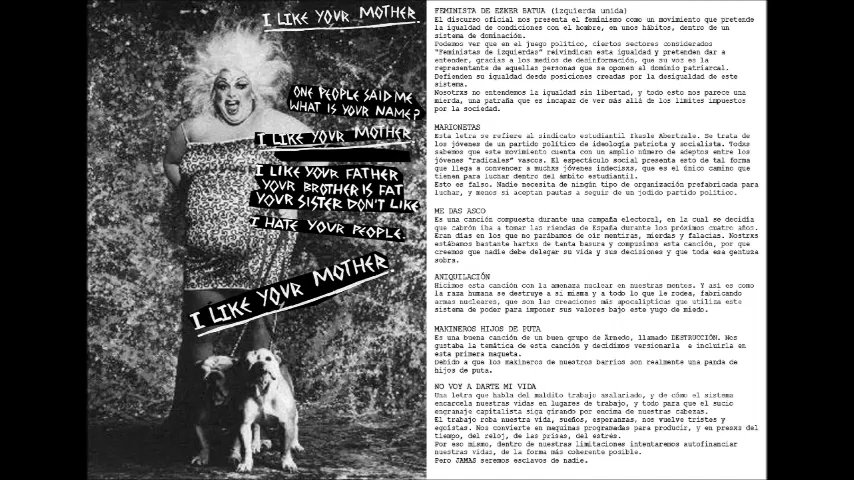 I LIKE YOUR MOTHER
ONE PEOPLE SAID ME
WHAT IS YOUR NAME?
I LIKE YOUR MOTHER
I LIKE YOUR FATHER
YOUR BROTHER IS FAT
YOUR SISTER DON'T LIKE
I HATE YOUR PEOPLE.
I LIKE YOUR MOTHER
FEMINISTA DE EZKER BATUA (izquierda unida)
El discurso oficial nos presenta el feminismo como un movimiento que pretende
la igualdad de condiciones con el hombre, en unos hábitos, dentro de un
sistema de dominación.
Podemos ver que en el juego político, ciertos sectores considerados
"Feministas de izquierdas" reivindican esta igualdad y pretenden dar a
entender, gracias a los medios de desinformación, que su voz es la
representante de aquellas personas que se oponen al dominio patriarcal.
Defienden su igualdad desde posiciones creadas por la desigualdad de este
sistema.
Nosotrxs no entendemos la igualdad sin libertad, y todo esto nos parece una
mierda, una patraña que es incapaz de ver más allá de los límites impuestos
por la sociedad.
MARIONETAS
Esta letra se refiere al sindicato estudiantil Ikasle Abertzale. Se trata de
los jóvenes de un partido político de ideología patriota y socialista. Todxs
sabemos que este movimiento cuenta con un amplio número de adeptos entre los
jóvenes "radicales" vascos. El espectáculo social presenta esto de tal forma
que llega a convencer a muchxs jóvenes indecisxs, que es el único camino que
tienen para luchar dentro del ámbito estudiantil.
Esto es falso. Nadie necesita de ningún tipo de organización prefabricada para
luchar, y menos si aceptan pautas a seguir de un jodido partido político.
ME DAS ASCO
Es una canción compuesta durante una campaña electoral, en la cual se decidía
que cabrón iba a tomar las riendas de España durante los próximos cuatro años.
Eran días en los que no parábamos de oir mentiras, mierdas y falacias. Nostrxs
estábamos bastante hartxs de tanta basura y compusimos esta canción, por que
creemos que nadie debe delegar su vida y sus decisiones y que toda esa gentuza
sobra.
ANIQUILACIÓN
Hicimos esta canción con la amenaza nuclear en nuestras mentes. Y así es como
la raza humana se destruye a si misma y a todo lo que le rodea, fabricando
armas nucleares, que son las creaciones más apocalípticas que utiliza este
sistema de poder para imponer sus valores bajo este yugo de miedo.
MAKINEROS HIJOS DE PUTA
Es una buena canción de un buen grupo de Arnedo, llamado DESTRUCCIÓN. Nos
gustaba la temática de esta canción y decidimos versionarla e incluirla en
esta primera maqueta.
Debido a que los makineros de nuestros barrios son realmente una panda de
hijos de puta.
NO VOY A DARTE MI VIDA
Una letra que habla del maldito trabajo asalariado, y de cómo el sistema
encarcela nuestras vidas en lugares de trabajo, y todo para que el sucio
engranaje capitalista siga girando por encima de nuestras cabezas.
El trabajo roba nuestra vida, sueños, esperanzas, nos vuelve tristes y
egoístas. Nos convierte en maquinas programadas para producir, y en presxs del
tiempo, del reloj, de las prisas, del estrés.
Por eso mismo, dentro de nuestras limitaciones intentaremos autofinanciar
nuestras vidas, de la forma más coherente posible.
Pero JAMAS seremos esclavos de nadie.